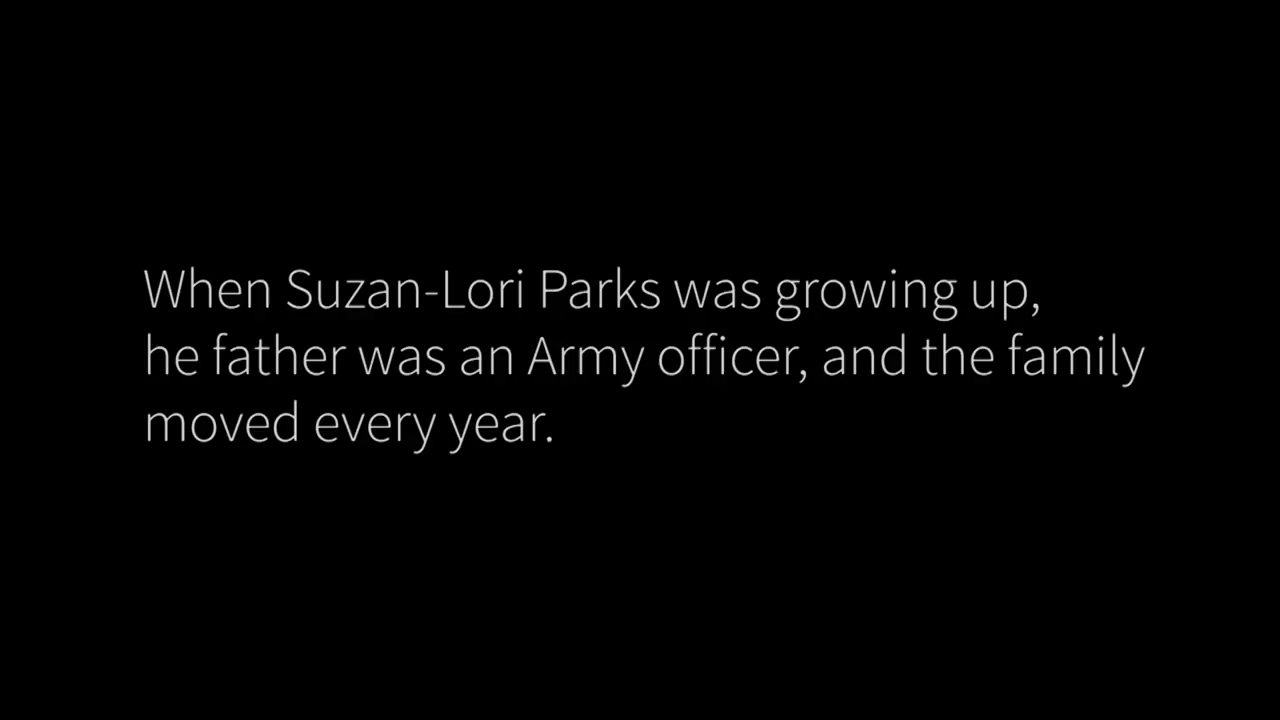 When Suzan-Lori Parks was growing up,
he father was an Army officer, and the family
moved every year.